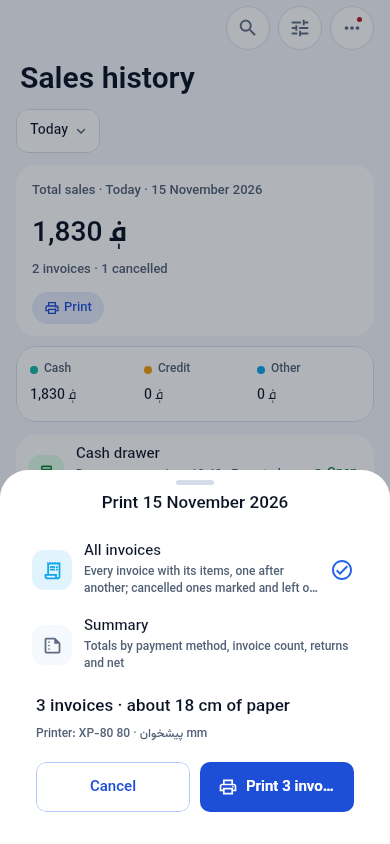 Sales history
Today
Total sales · Today · 15 November 2026
1,830 ؋
2 invoices · 1 cancelled
Print
Cash
Credit
Other
1,830 ؋
0 ؋
0 ؋
Cash drawer
Print 15 November 2026
All invoices
Every invoice with its items, one after
another; cancelled ones marked and left o…
Summary
Totals by payment method, invoice count, returns
and net
3 invoices · about 18 cm of paper
Printer: XP-80 پیشخوان · 80 mm
Cancel
Print 3 invo…